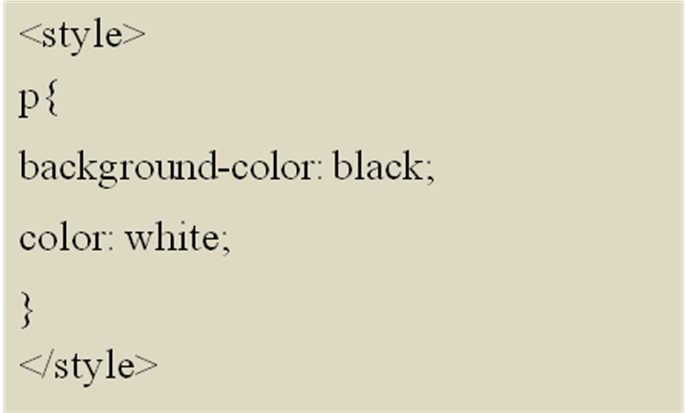 <style>
p{
background-color: black;
color: white;
}
</style>